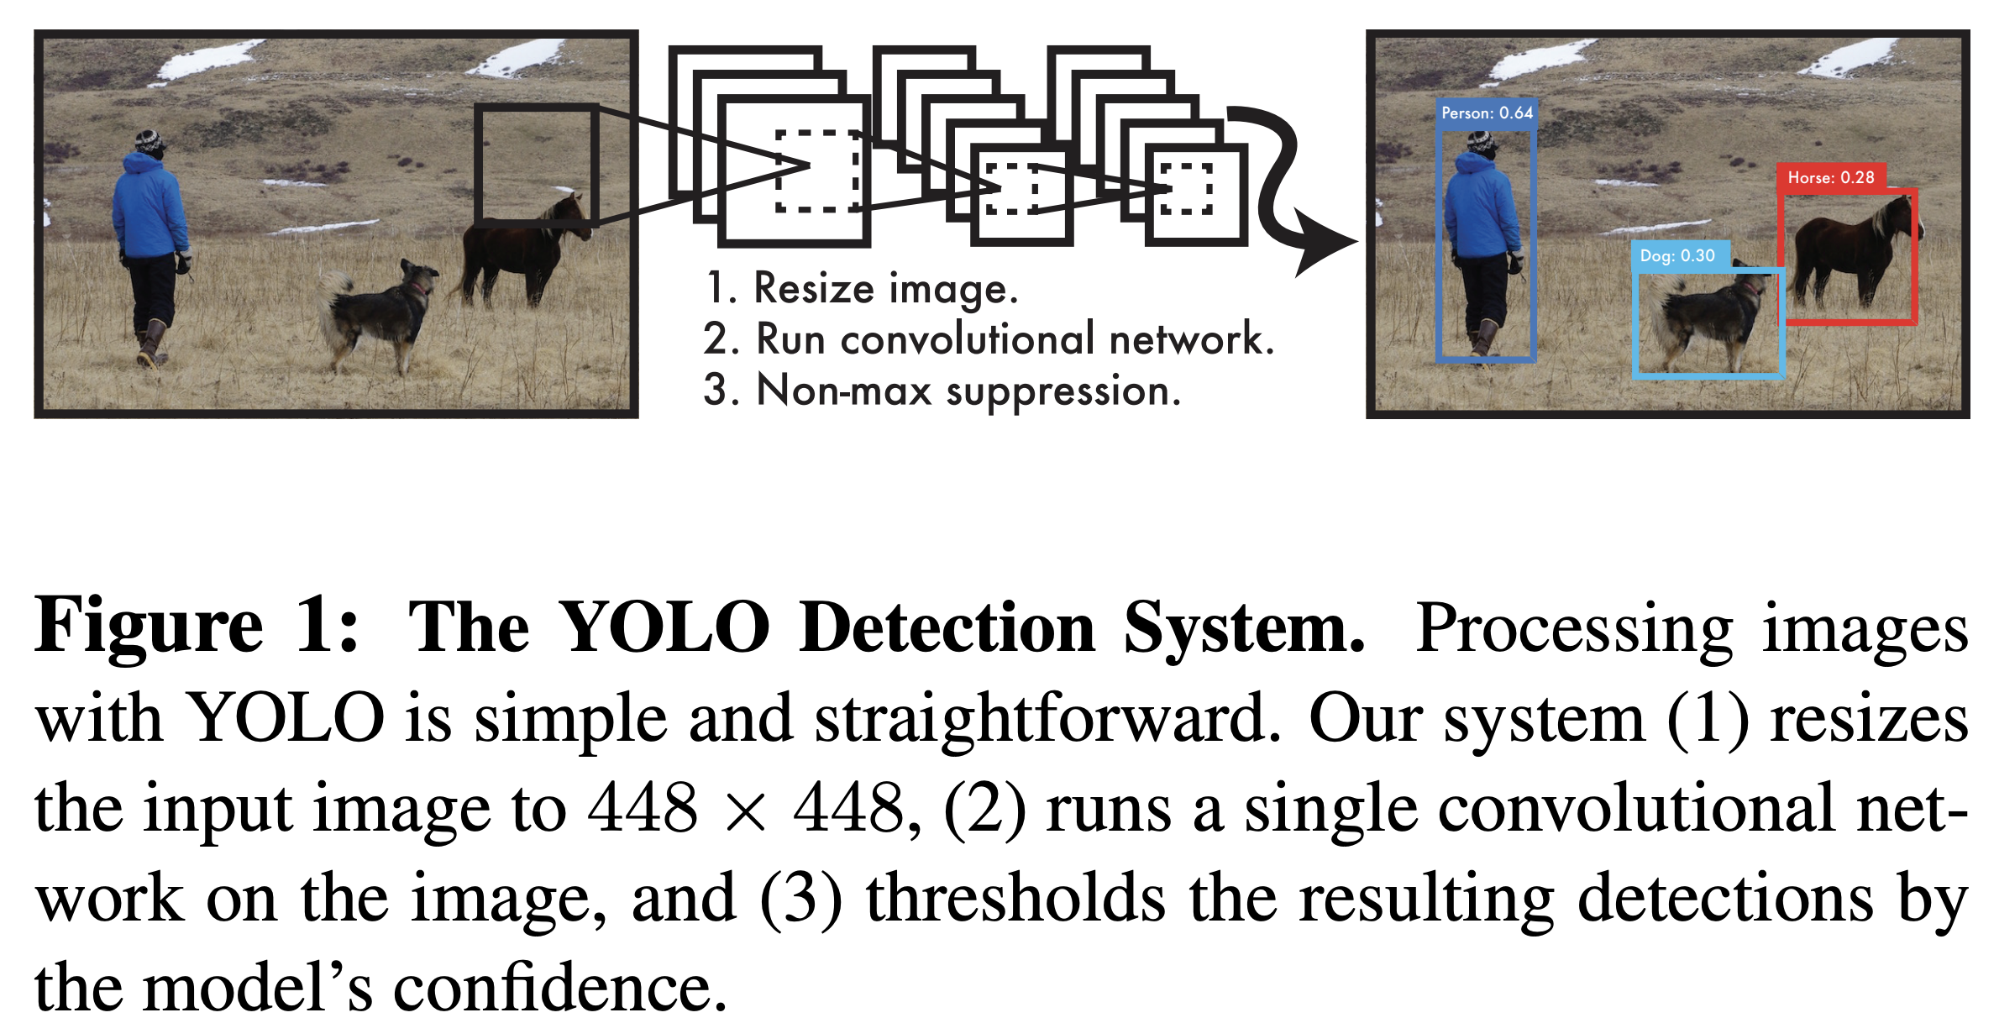 1. Resize image.
2. Run convolutional network.
3. Non-max suppression.
Person: 0.64
Horse: 0.28
Dog: 0.30
Figure 1: The YOLO Detection System. Processing images
with YOLO is simple and straightforward. Our system (1) resizes
the input image to 448 × 448, (2) runs a single convolutional net-
work on the image, and (3) thresholds the resulting detections by
the model’s confidence.